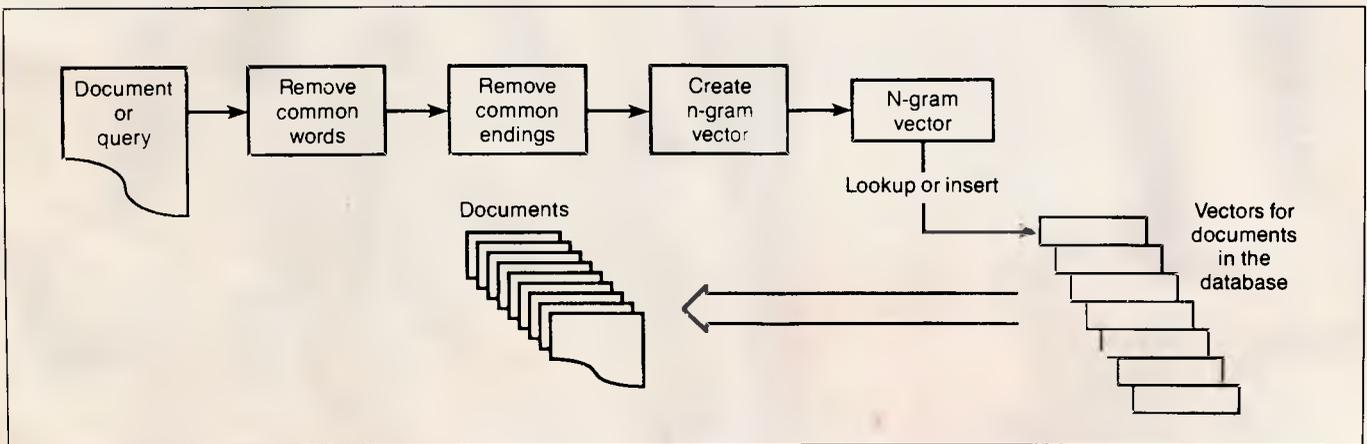 Document
or
query
Remove
common
words
Remove
common
endings
Create
n-gram
vector
N-gram
vector
Lookup or insert
Documents
Vectors for
documents
in the
database